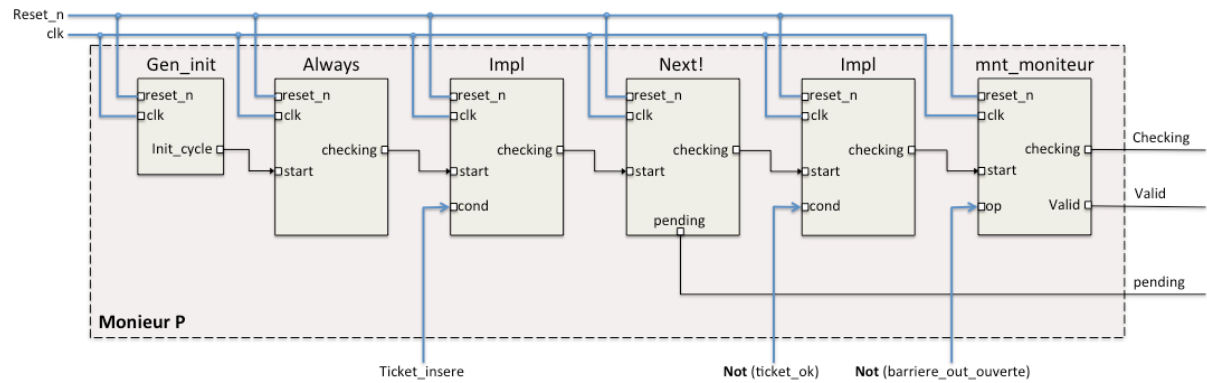 Reset_n
clk
Gen_init Always Impl Next! Impl mnt_moniteur
reset_n reset_n reset_n reset_n reset_n reset_n
clk clk clk clk clk clk
Checking
Init_cycle checking checking checking checking checking
start start start start start
Valid
cond cond op Valid
pending
pending
Monieur P
Ticket_insere Not (ticket_ok) Not (barriere_out_ouverte)